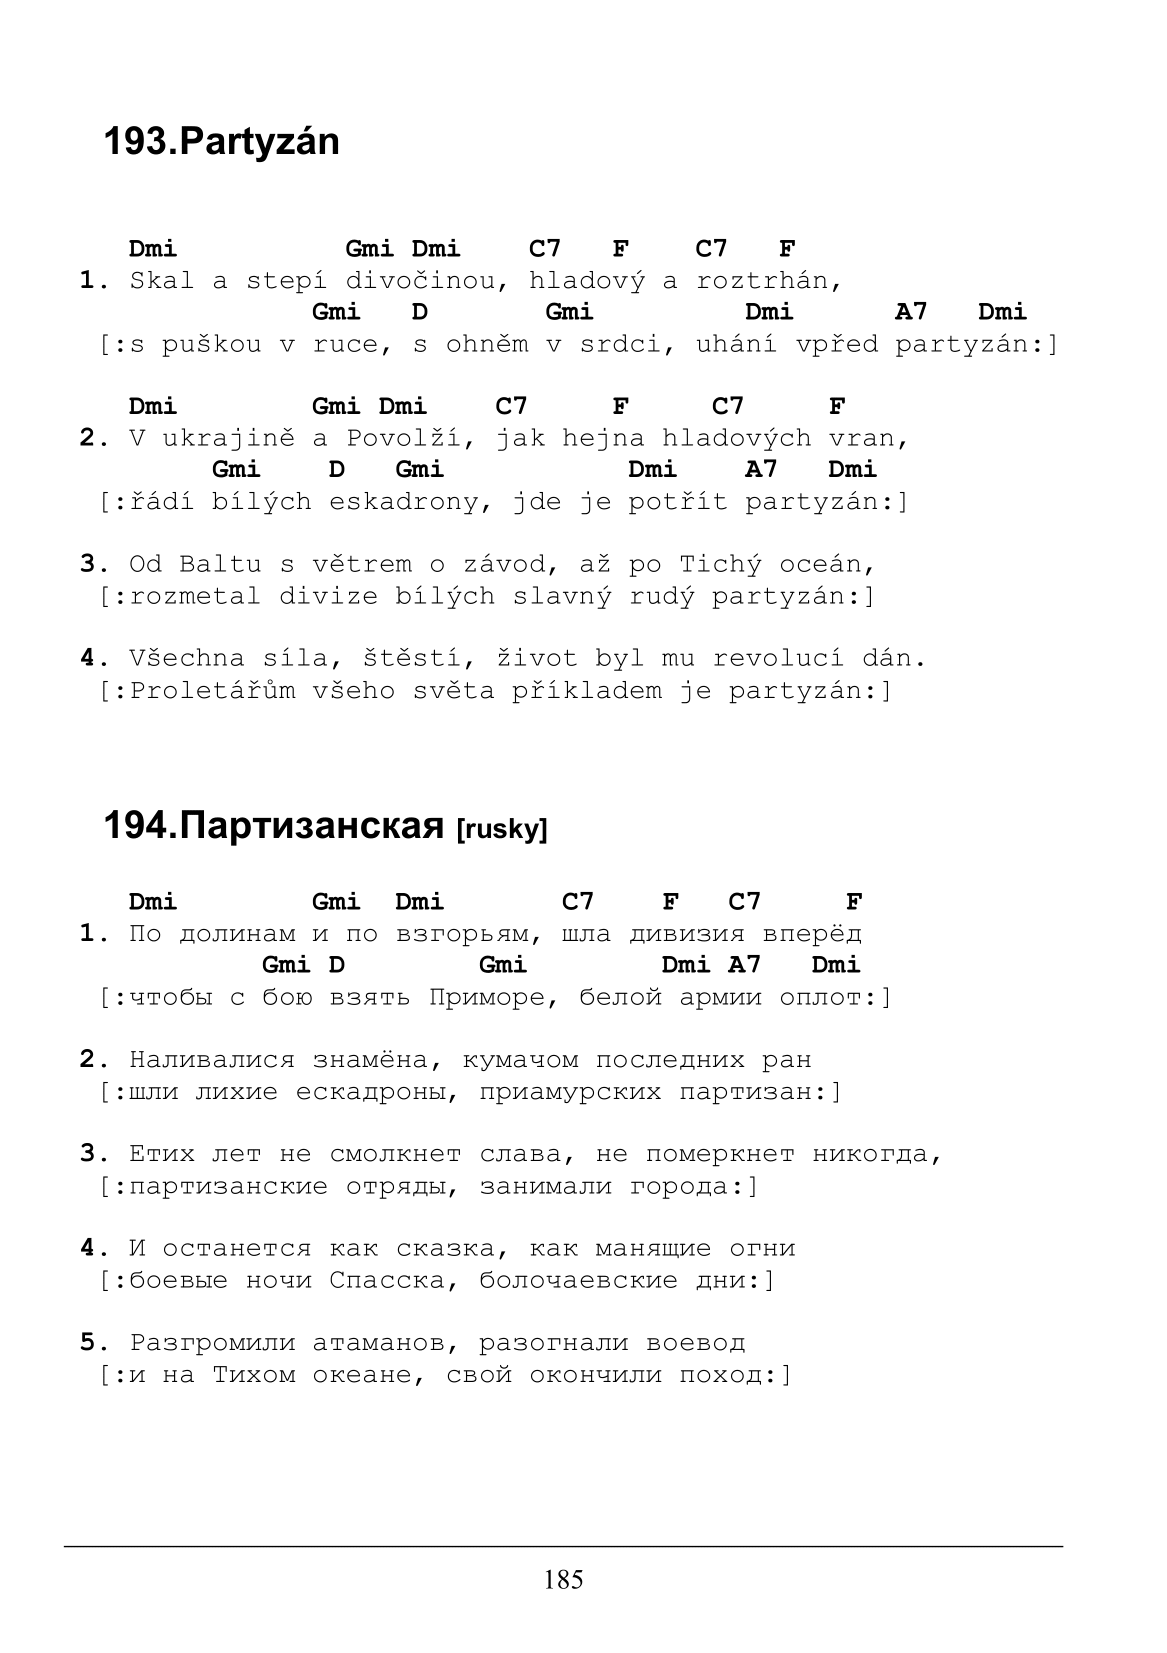 193.Partyzán
Dmi Gmi Dmi C7 F C7 F
1. Skal a stepí divočinou, hladový a roztrhán,
Gmi D Gmi Dmi A7 Dmi
[:s puškou v ruce, s ohněm v srdci, uhání vpřed partyzán:]
Dmi Gmi Dmi C7 F C7 F
2. V ukrajině a Povolží, jak hejna hladových vran,
Gmi D Gmi Dmi A7 Dmi
[:řádí bílých eskadrony, jde je potřít partyzán:]
3. Od Baltu s větrem o závod, až po Tichý oceán,
[:rozmetal divize bílých slavný rudý partyzán:]
4. Všechna síla, štěstí, život byl mu revolucí dán.
[:Proletářům všeho světa příkladem je partyzán:]
194.Партизанская [rusky]
Dmi Gmi Dmi C7 F C7 F
1. По долинам и по взгорьям, шла дивизия вперёд
Gmi D Gmi Dmi A7 Dmi
[:чтобы с бою взять Приморе, белой армии оплот:]
2. Наливалися знамёна, кумачом последних ран
[:шли лихие ескадроны, приамурских партизан:]
3. Етих лет не смолкнет слава, не померкнет никогда,
[:партизанские отряды, занимали города:]
4. И останется как сказка, как манящие огни
[:боевые ночи Спасска, болочаевские дни:]
5. Разгромили атаманов, разогнали воевод
[:и на Тихом океане, свой окончили поход:]
185